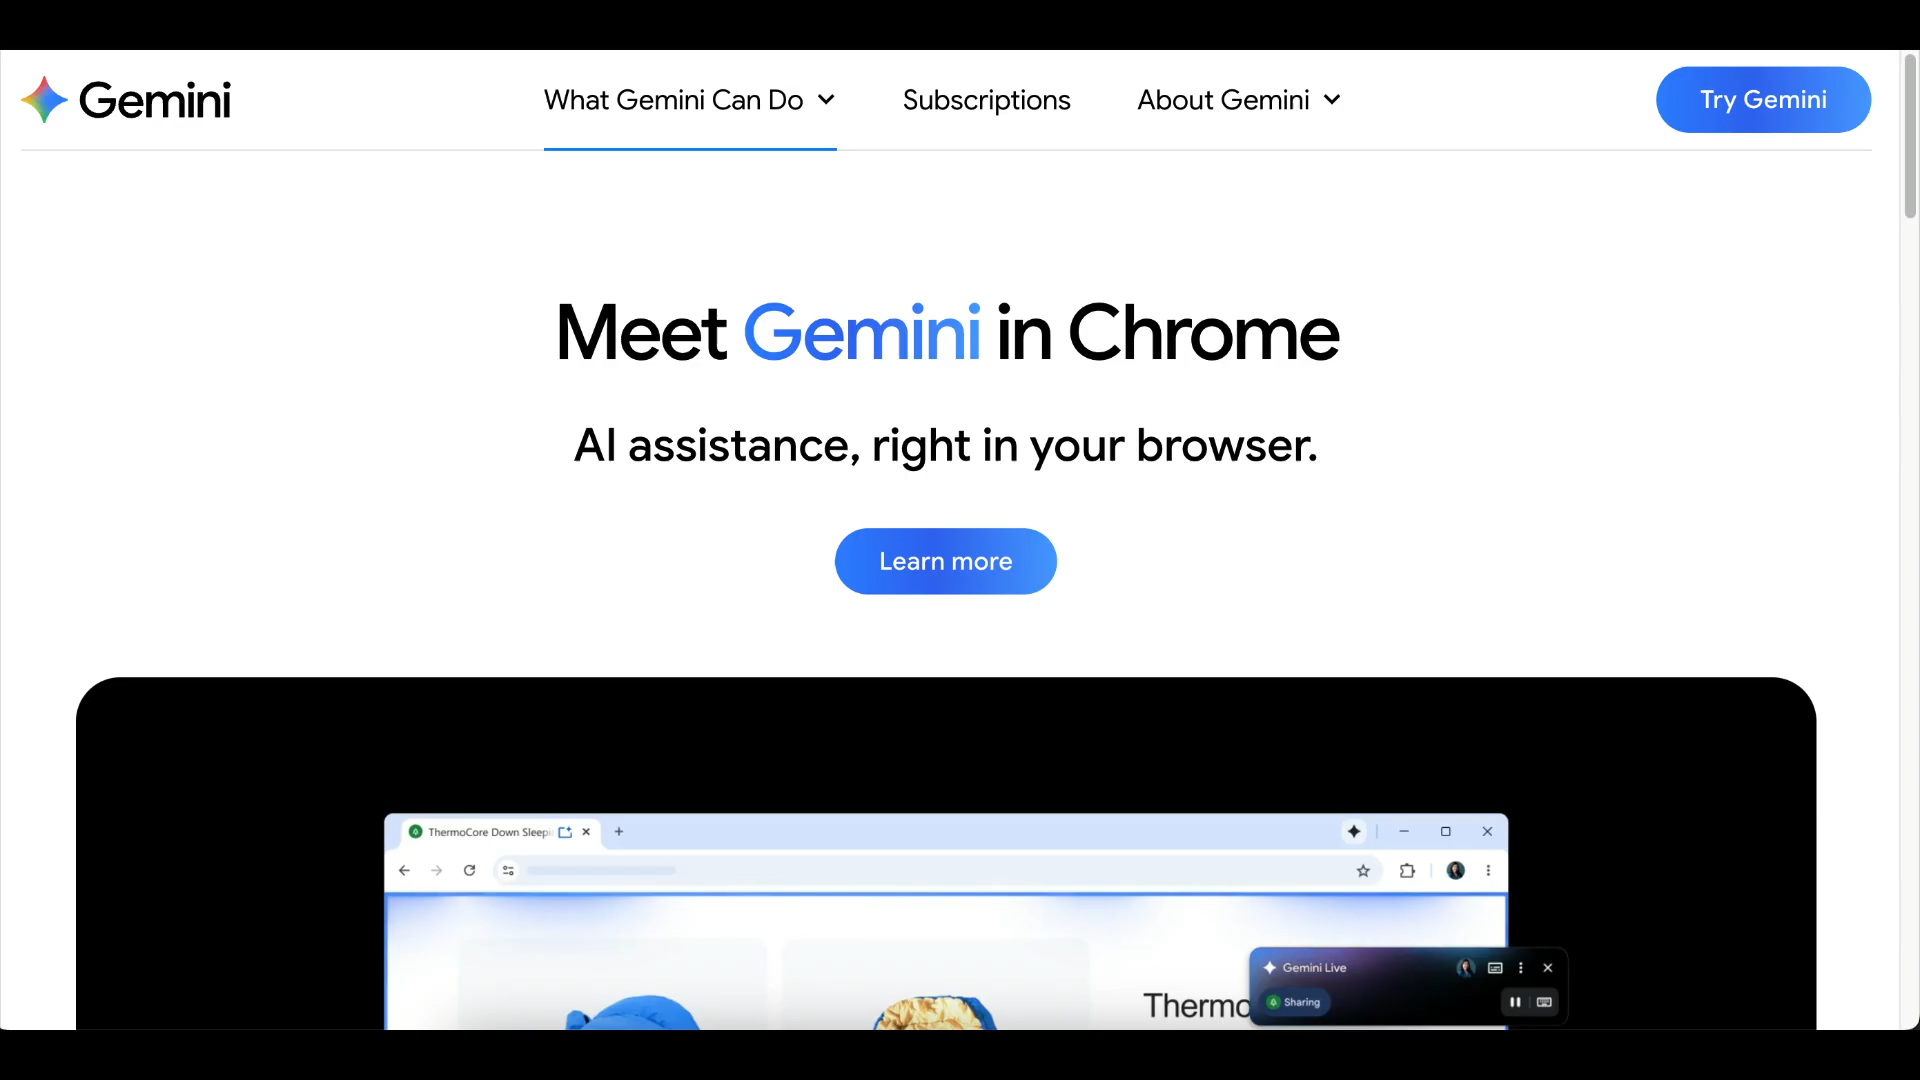 Gemini
What Gemini Can Do
Subscriptions
About Gemini
Try Gemini
Meet Gemini in Chrome
AI assistance, right in your browser.
Learn more
ThermoCore Down Sleepi
Gemini Live
Sharing
Thermo